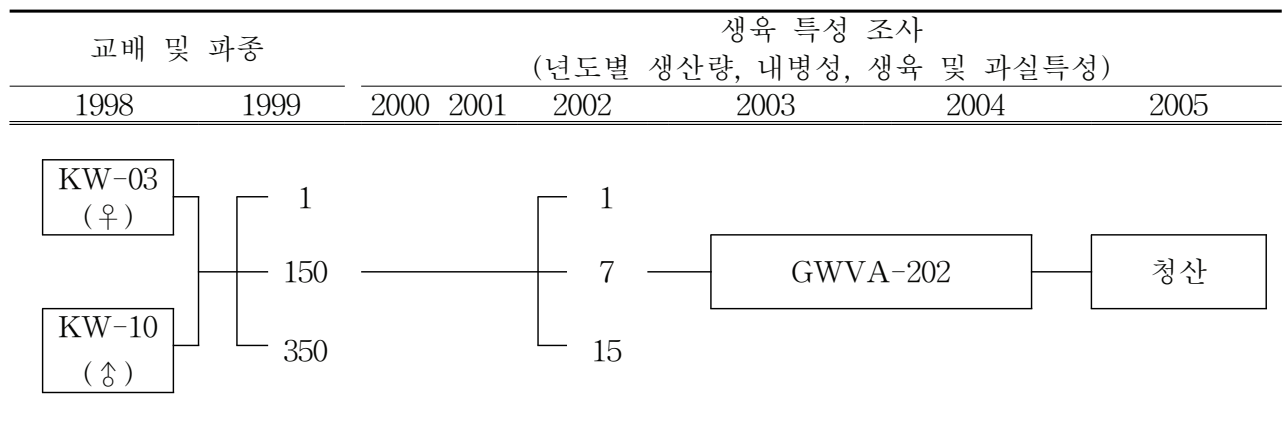 교배 및 파종
생육 특성 조사
(년도별 생산량, 내병성, 생육 및 과실특성)
1998 1999 2000 2001 2002 2003 2004 2005
KW-03
(♀)
1 1
150 7 GWVA-202 청산
KW-10
(♂)
350 15